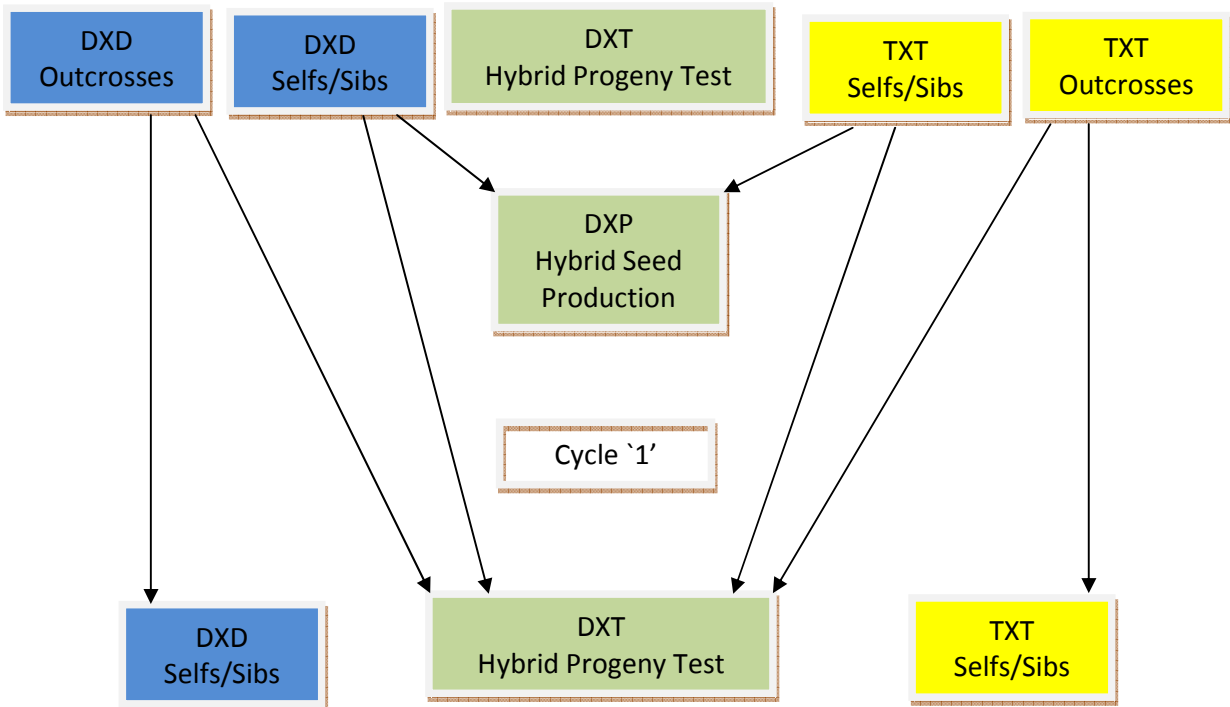 DXD
Outcrosses
DXD
Selfs/Sibs
DXT
Hybrid Progeny Test
TXT
Selfs/Sibs
TXT
Outcrosses
DXP
Hybrid Seed
Production
Cycle `1’
DXD
Selfs/Sibs
DXT
Hybrid Progeny Test
TXT
Selfs/Sibs